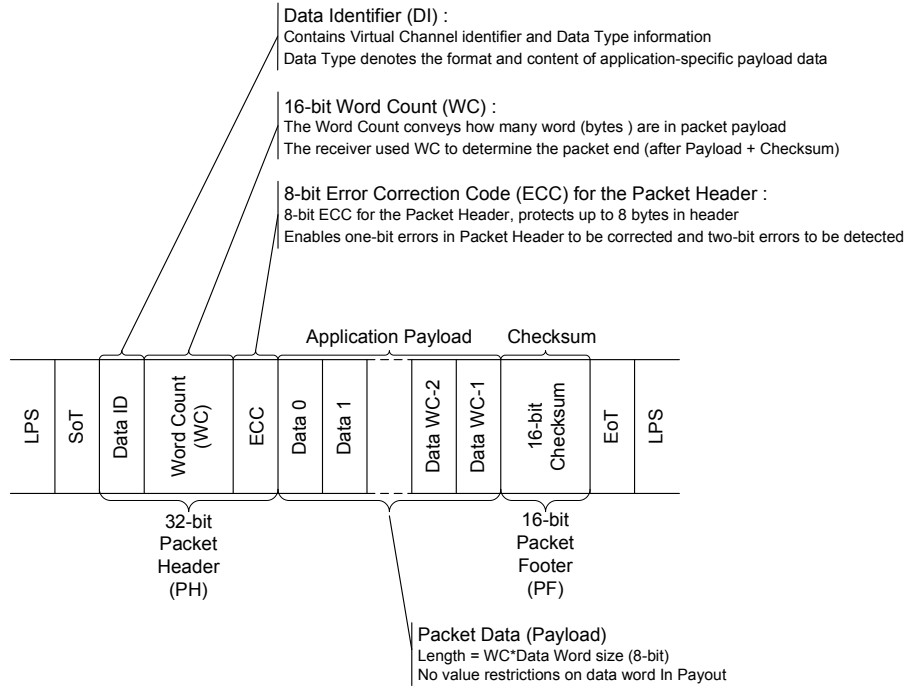 Data Identifier (DI) :
Contains Virtual Channel identifier and Data Type information
Data Type denotes the format and content of application-specific payload data
16-bit Word Count (WC) :
The Word Count conveys how many word (bytes ) are in packet payload
The receiver used WC to determine the packet end (after Payload + Checksum)
8-bit Error Correction Code (ECC) for the Packet Header :
8-bit ECC for the Packet Header, protects up to 8 bytes in header
Enables one-bit errors in Packet Header to be corrected and two-bit errors to be detected
Application Payload
Checksum
LPS
SoT
Data ID
Word Count
(WC)
ECC
Data 0
Data 1
Data WC-2
Data WC-1
16-bit
Checksum
EoT
LPS
32-bit
Packet
Header
(PH)
16-bit
Packet
Footer
(PF)
Packet Data (Payload)
Length = WC*Data Word size (8-bit)
No value restrictions on data word In Payout